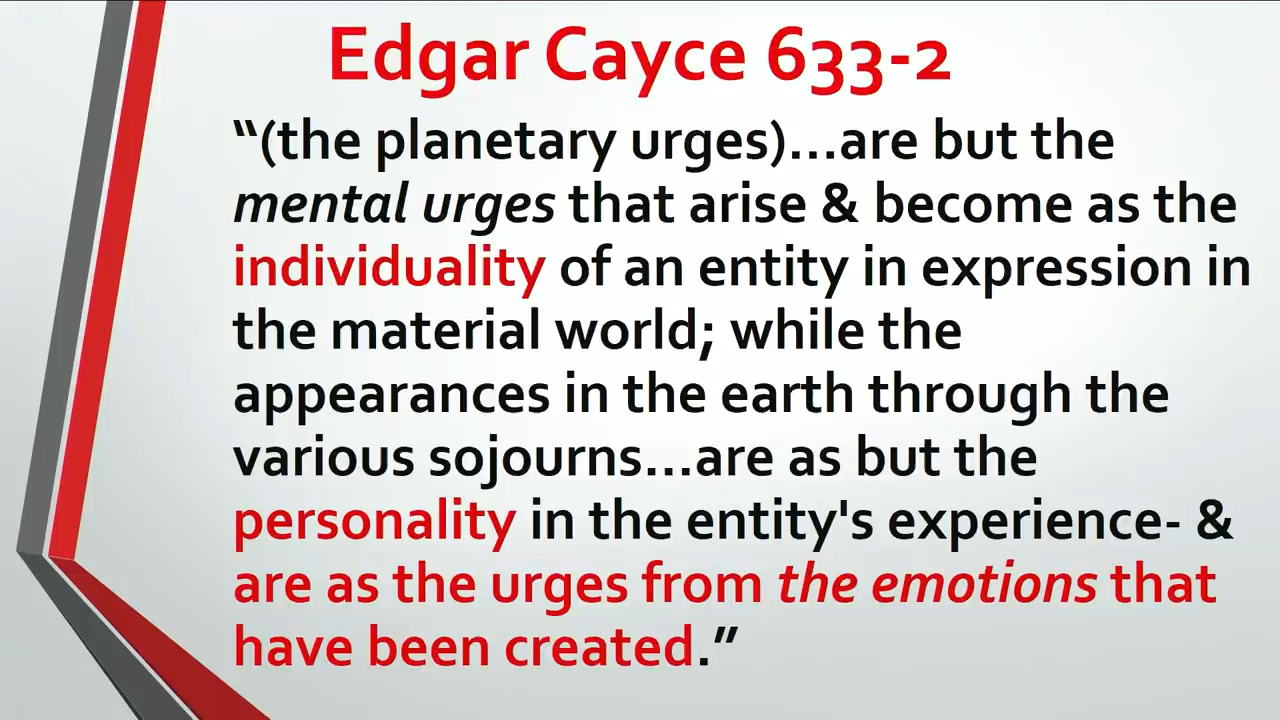 Edgar Cayce 633-2
“(the planetary urges)...are but the
mental urges that arise & become as the
individuality of an entity in expression in
the material world; while the
appearances in the earth through the
various sojourns...are as but the
personality in the entity's experience- &
are as the urges from the emotions that
have been created.”